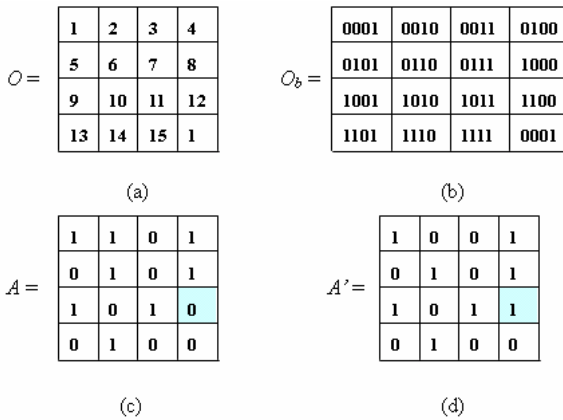 1 2 3 4 0001 0010 0011 0100
O = 5 6 7 8 O_b = 0101 0110 0111 1000
9 10 11 12 1001 1010 1011 1100
13 14 15 1 1101 1110 1111 0001
(a) (b)
1 1 0 1 1 0 0 1
A = 0 1 0 1 A' = 0 1 0 1
1 0 1 0 1 0 1 1
0 1 0 0 0 1 0 0
(c) (d)